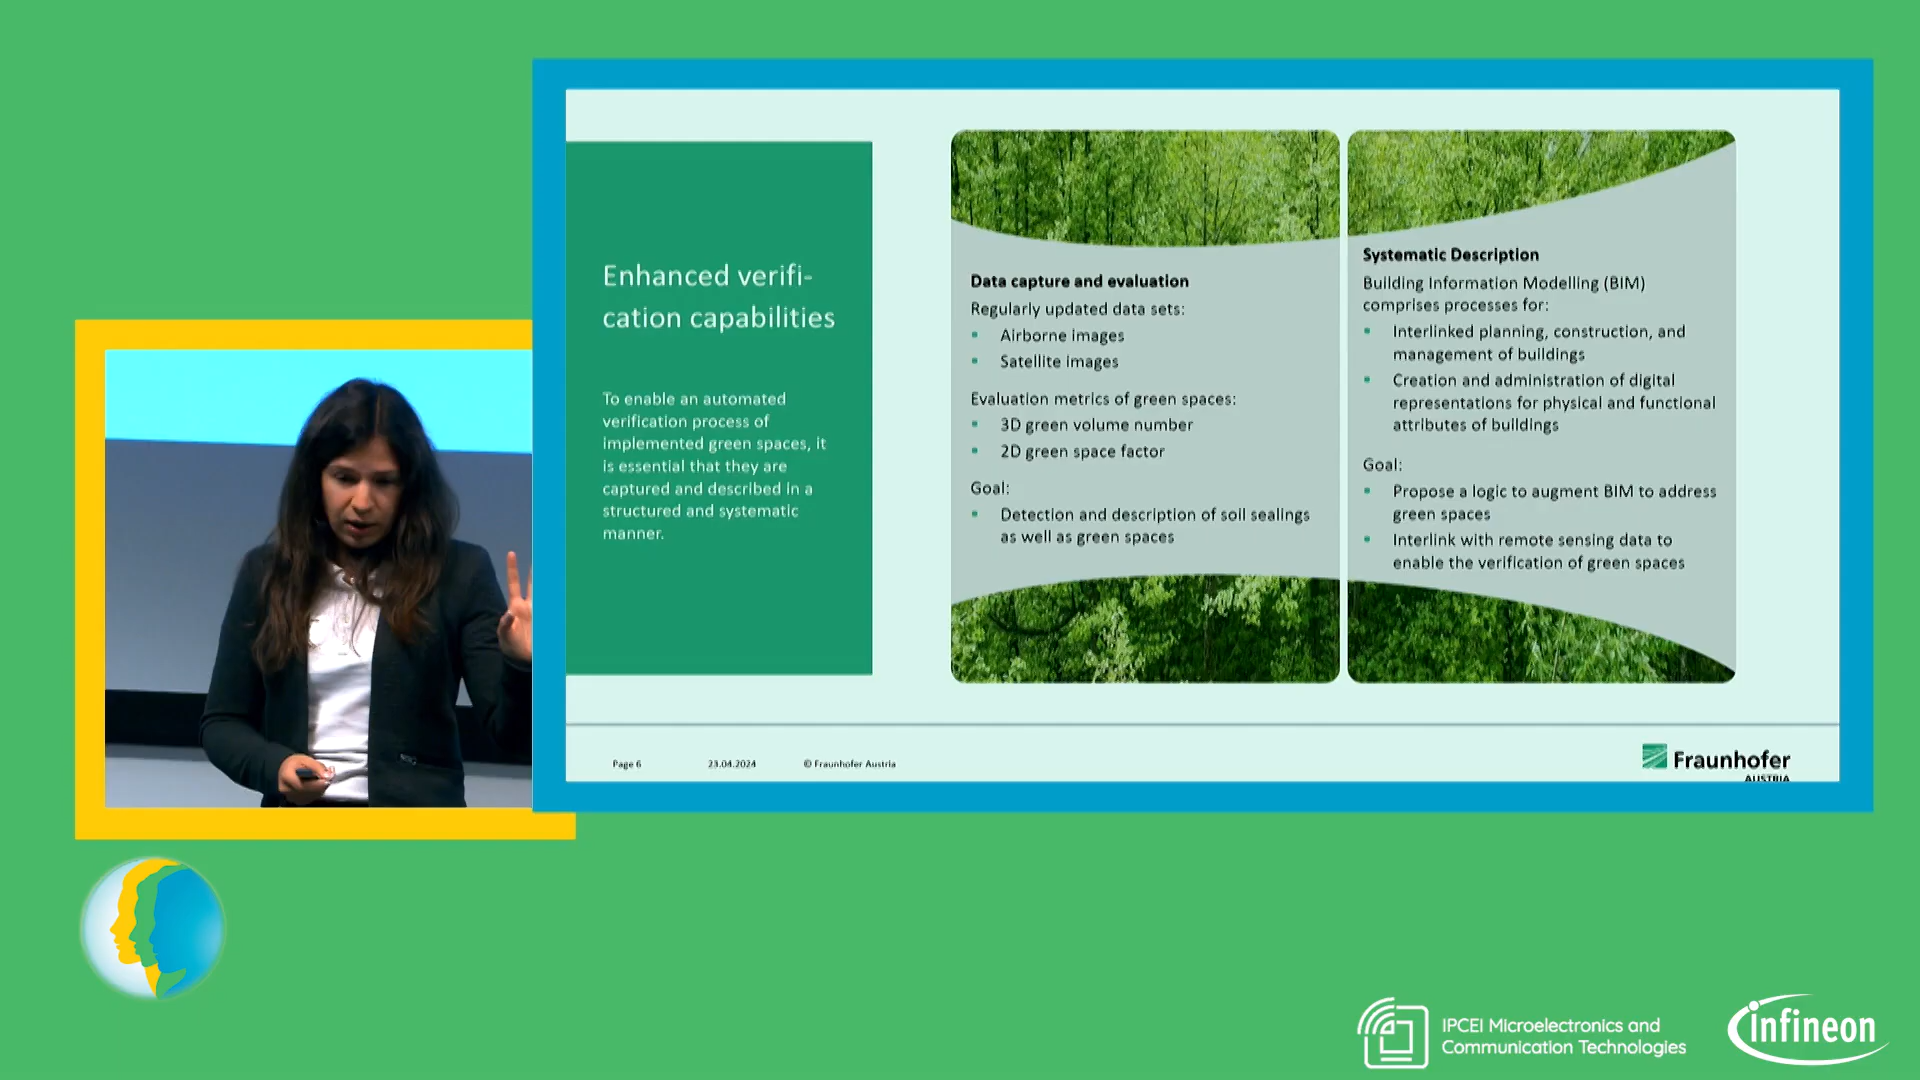 Enhanced verifi-
cation capabilities
To enable an automated
verification process of
implemented green spaces, it
is essential that they are
captured and described in a
structured and systematic
manner.
Data capture and evaluation
Regularly updated data sets:
Airborne images
Satellite images
Evaluation metrics of green spaces:
3D green volume number
2D green space factor
Goal:
Detection and description of soil sealings
as well as green spaces
Systematic Description
Building Information Modelling (BIM)
comprises processes for:
Interlinked planning, construction, and
management of buildings
Creation and administration of digital
representations for physical and functional
attributes of buildings
Goal:
Propose a logic to augment BIM to address
green spaces
Interlink with remote sensing data to
enable the verification of green spaces
Page 6
23.04.2024
© Fraunhofer Austria
Fraunhofer
AUSTRIA
IPCEI Microelectronics and
Communication Technologies
infineon